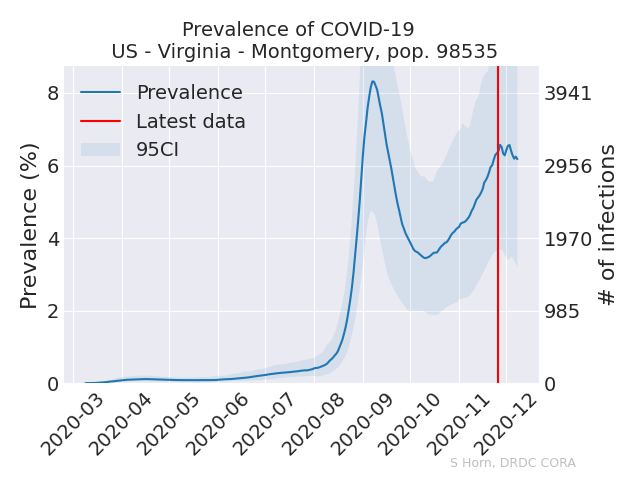 Prevalence of COVID-19
US - Virginia - Montgomery, pop. 98535
Prevalence
Latest data
95CI
Prevalence (%)
8
6
4
2
0
3941
2956
1970
985
0
# of infections
2020-03
2020-04
2020-05
2020-06
2020-07
2020-08
2020-09
2020-10
2020-11
2020-12
S Horn, DRDC CORA